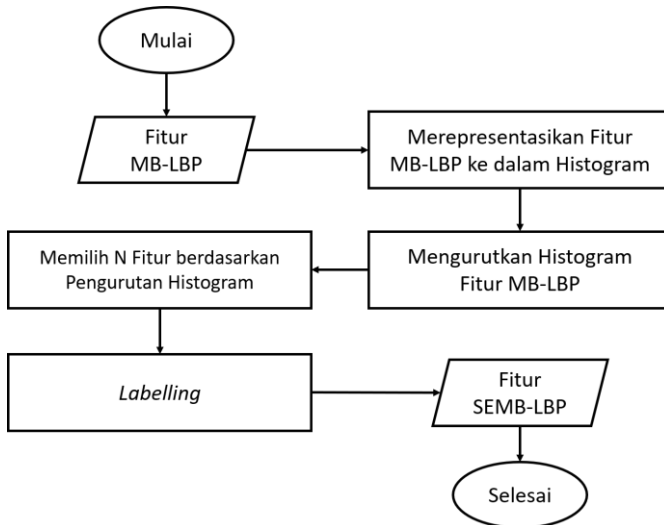 Mulai
Fitur
MB-LBP
Merepresentasikan Fitur
MB-LBP ke dalam Histogram
Mengurutkan Histogram
Fitur MB-LBP
Memilih N Fitur berdasarkan
Pengurutan Histogram
Labelling
Fitur
SEMB-LBP
Selesai